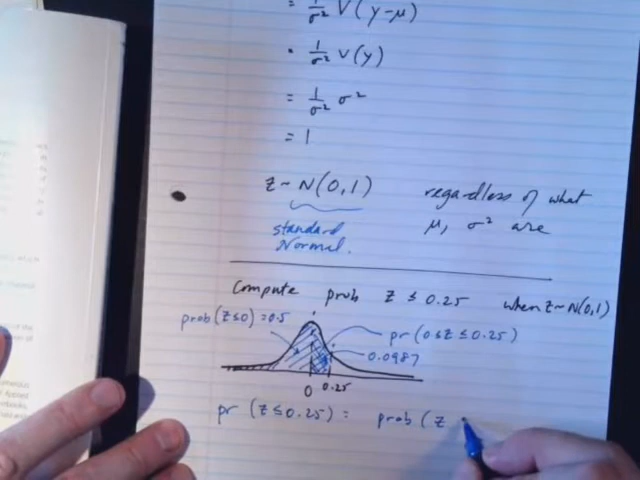 = 1/σ² V(y-μ)
= 1/σ² V(y)
= 1/σ² σ²
= 1
z ~ N(0,1) regardless of what
μ, σ² are
standard
Normal.
Compute prob z ≤ 0.25 when z ~ N(0,1)
prob(z≤0)=0.5
pr(0≤z≤0.25)
0.0987
0 0.25
pr (z≤0.25) = prob (z